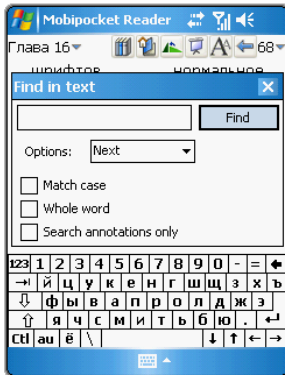 Mobipocket Reader
Глава 16 68
шрифтов нормальное
Find in text
Find
Options: Next
Match case
Whole word
Search annotations only
123 1 2 3 4 5 6 7 8 9 0 - =
й ц у к е н г ш щ з х ъ
ф ы в а п р о л д ж э
я ч с м и т ь б ю .
Ctl au ё \